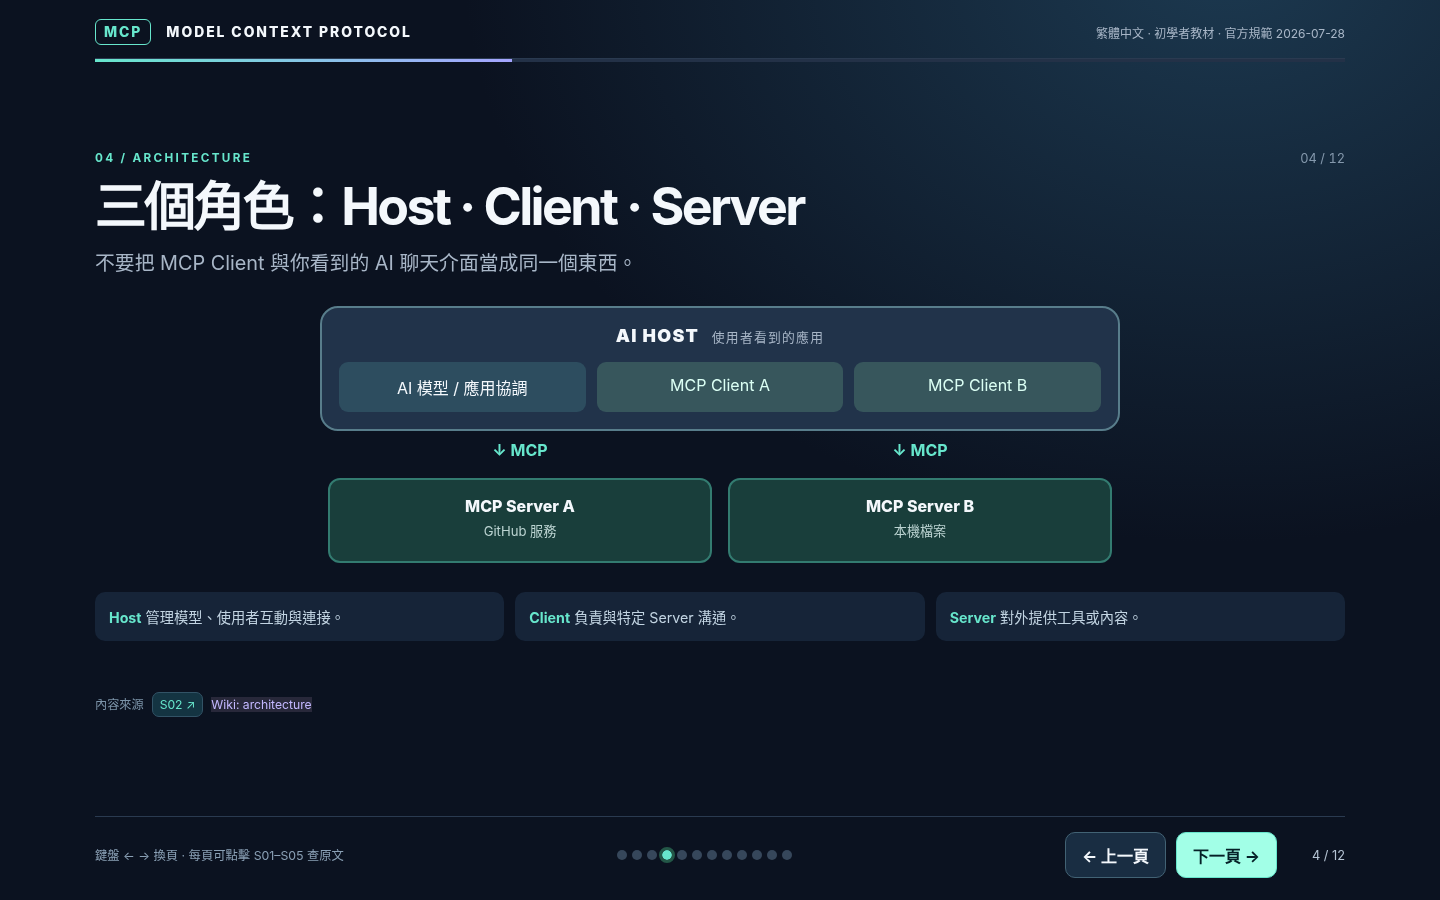 MCP MODEL CONTEXT PROTOCOL
繁體中文 · 初學者教材 · 官方規範 2026-07-28
04 / ARCHITECTURE
04 / 12
三個角色：Host · Client · Server
不要把 MCP Client 與你看到的 AI 聊天介面當成同一個東西。
AI HOST 使用者看到的應用
AI 模型 / 應用協調
MCP Client A
MCP Client B
↓ MCP
↓ MCP
MCP Server A
GitHub 服務
MCP Server B
本機檔案
Host 管理模型、使用者互動與連接。
Client 負責與特定 Server 溝通。
Server 對外提供工具或內容。
內容來源 S02 ↗ Wiki: architecture
鍵盤 ← → 換頁 · 每頁可點擊 S01–S05 查原文
← 上一頁
下一頁 →
4 / 12